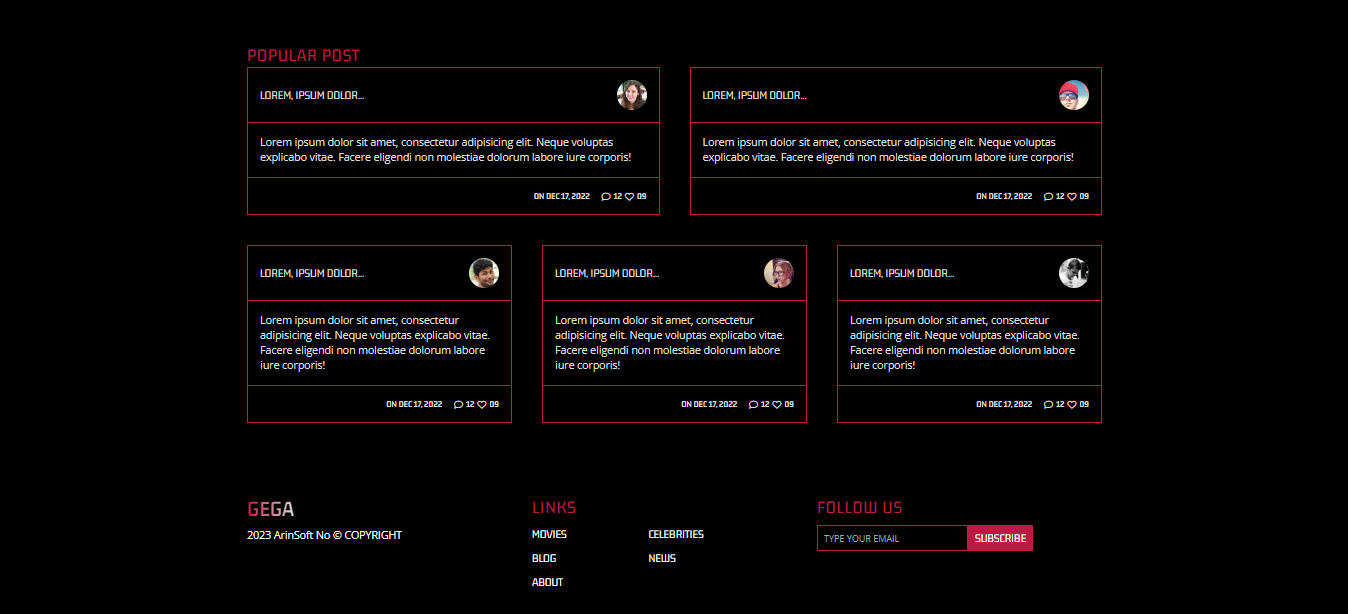 POPULAR POST
LOREM, IPSUM DOLOR...
Lorem ipsum dolor sit amet, consectetur adipisicing elit. Neque voluptas
explicabo vitae. Facere eligendi non molestiae dolorum labore iure corporis!
ON DEC 17, 2022 12 09
LOREM, IPSUM DOLOR...
Lorem ipsum dolor sit amet, consectetur adipisicing elit. Neque voluptas
explicabo vitae. Facere eligendi non molestiae dolorum labore iure corporis!
ON DEC 17, 2022 12 09
LOREM, IPSUM DOLOR...
Lorem ipsum dolor sit amet, consectetur
adipisicing elit. Neque voluptas explicabo vitae.
Facere eligendi non molestiae dolorum labore
iure corporis!
ON DEC 17, 2022 12 09
LOREM, IPSUM DOLOR...
Lorem ipsum dolor sit amet, consectetur
adipisicing elit. Neque voluptas explicabo vitae.
Facere eligendi non molestiae dolorum labore
iure corporis!
ON DEC 17, 2022 12 09
LOREM, IPSUM DOLOR...
Lorem ipsum dolor sit amet, consectetur
adipisicing elit. Neque voluptas explicabo vitae.
Facere eligendi non molestiae dolorum labore
iure corporis!
ON DEC 17, 2022 12 09
GEGA
2023 ArinSoft No © COPYRIGHT
LINKS
MOVIES
BLOG
ABOUT
CELEBRITIES
NEWS
FOLLOW US
TYPE YOUR EMAIL
SUBSCRIBE